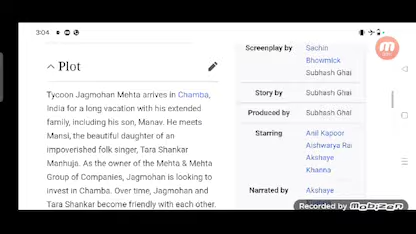 3:04
Plot
Tycoon Jagmohan Mehta arrives in Chamba,
India for a long vacation with his extended
family, including his son, Manav. He meets
Mansi, the beautiful daughter of an
impoverished folk singer, Tara Shankar
Manhuja. As the owner of the Mehta & Mehta
Group of Companies, Jagmohan is looking to
invest in Chamba. Over time, Jagmohan and
Tara Shankar become friendly with each other.
Screenplay by Sachin
Bhowmick
Subhash Ghai
Story by Subhash Ghai
Produced by Subhash Ghai
Starring Anil Kapoor
Aishwarya Rai
Akshaye
Khanna
Narrated by Akshaye
Recorded by Mobizen